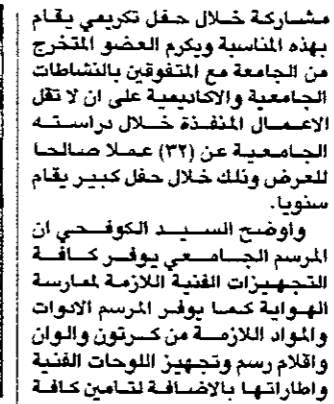 مشاركة خلال حفل تكريمي يقام
بهذه المناسبة ويكرم العضو المتخرج
من الجامعة مع المتفوقين بالنشاطات
الجامعية والاكاديمية على ان لا تقل
الاعمال المنفذة خلال دراسته
الجامعية عن (٣٢) عملا صالحا
للعرض وذلك خلال حفل كبير يقام
سنويا.
واوضح السيد الكوفحي ان
المرسم الجامعي يوفر كافة
التجهيزات الفنية اللازمة لممارسة
الهواية كما يوفر المرسم الادوات
والمواد اللازمة من كرتون والوان
واقلام رسم وتجهيز اللوحات الفنية
واطاراتها بالاضافة لتامين كافة